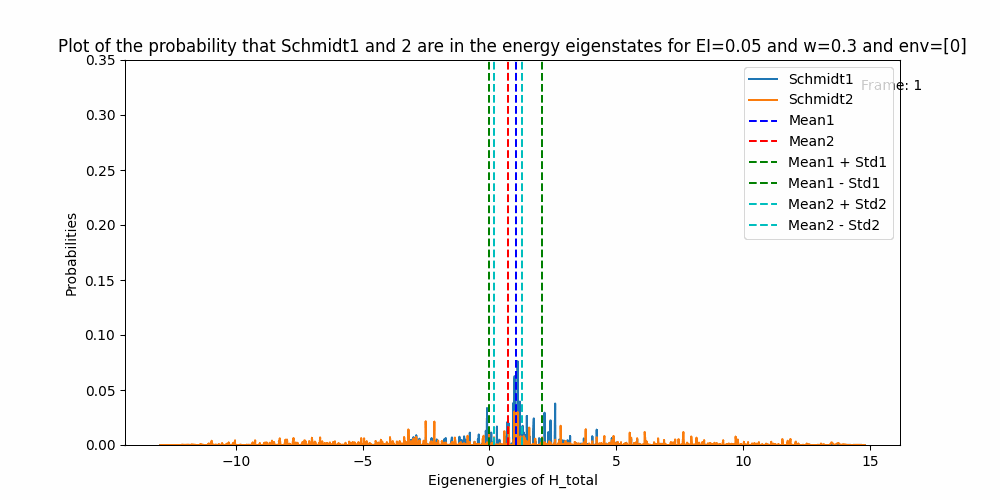 Plot of the probability that Schmidt1 and 2 are in the energy eigenstates for EI=0.05 and w=0.3 and env=[0]
0.35
0.30
0.25
0.20
0.15
0.10
0.05
0.00
Probabilities
Frame: 1
Schmidt1
Schmidt2
Mean1
Mean2
Mean1 + Std1
Mean1 - Std1
Mean2 + Std2
Mean2 - Std2
−10
−5
0
5
10
15
Eigenenergies of H_total